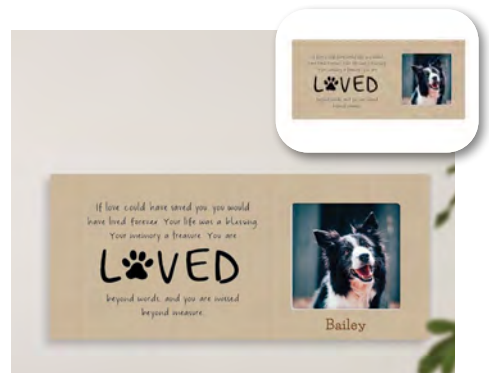 If love could have saved you, you would
have lived forever. Your life was a blessing
Your memory a treasure. You are
LOVED
beyond words, and you are missed
beyond measure.
Bailey
LOVED